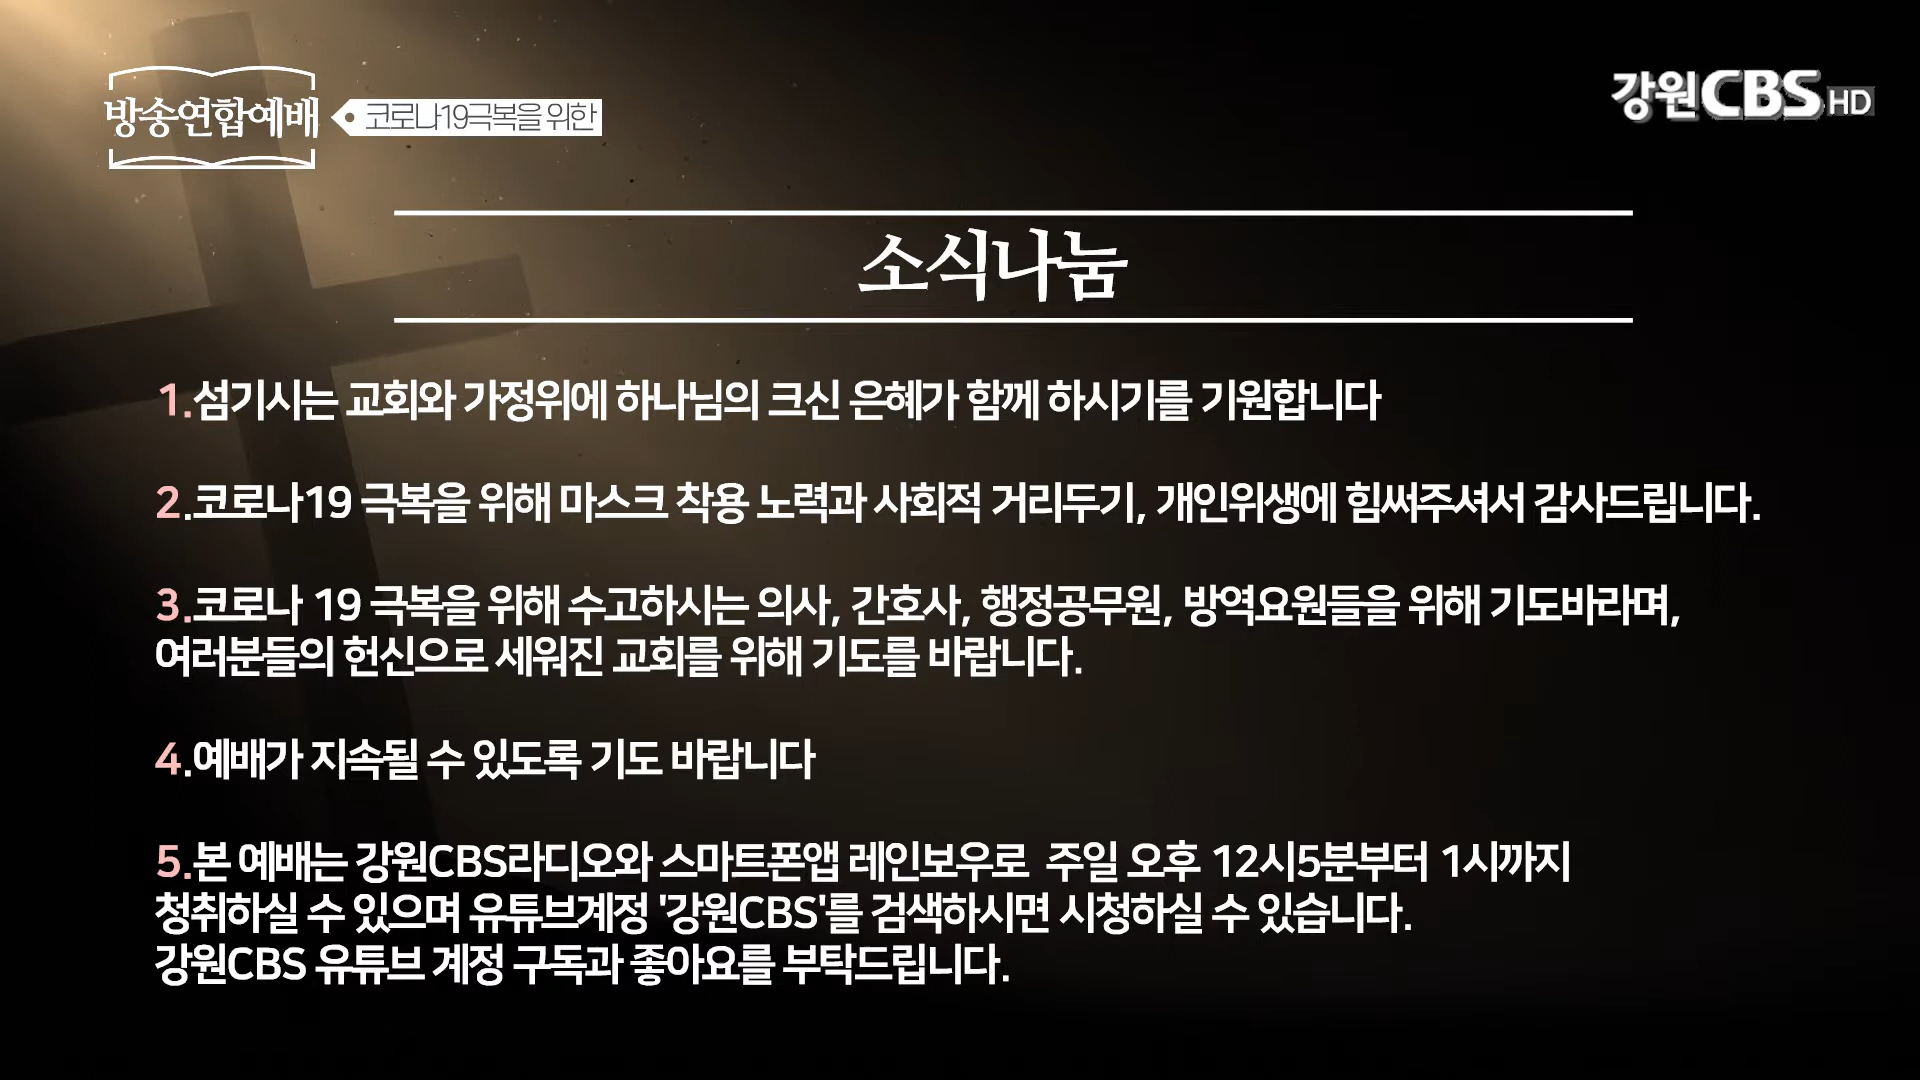 방송연합예배
코로나19극복을 위한
강원CBS HD
소식나눔
1.섬기시는 교회와 가정위에 하나님의 크신 은혜가 함께 하시기를 기원합니다
2.코로나19 극복을 위해 마스크 착용 노력과 사회적 거리두기, 개인위생에 힘써주셔서 감사드립니다.
3.코로나 19 극복을 위해 수고하시는 의사, 간호사, 행정공무원, 방역요원들을 위해 기도바라며,
여러분들의 헌신으로 세워진 교회를 위해 기도를 바랍니다.
4.예배가 지속될 수 있도록 기도 바랍니다
5.본 예배는 강원CBS라디오와 스마트폰앱 레인보우로 주일 오후 12시5분부터 1시까지
청취하실 수 있으며 유튜브계정 '강원CBS'를 검색하시면 시청하실 수 있습니다.
강원CBS 유튜브 계정 구독과 좋아요를 부탁드립니다.